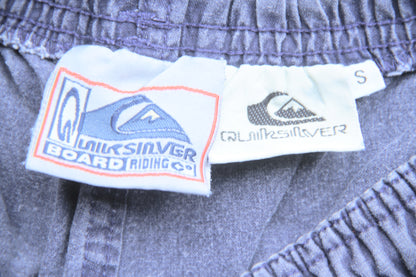 Q
QUIKSILVER
BOARD RIDING Co
QUIKSILVER
S